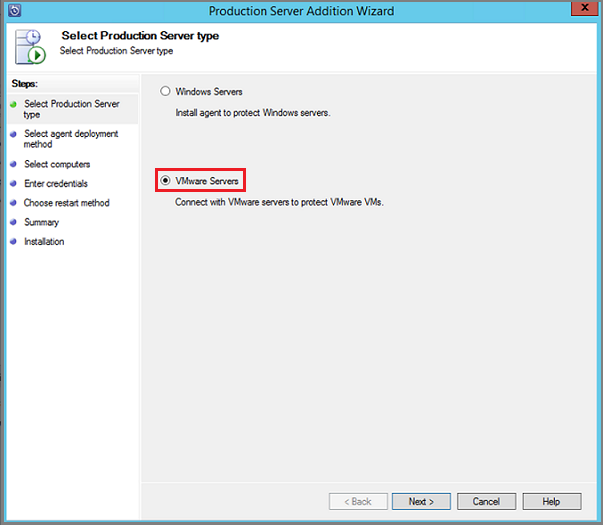 Production Server Addition Wizard
x
Select Production Server type
Select Production Server type
Steps:
Select Production Server
type
Select agent deployment
method
Select computers
Enter credentials
Choose restart method
Summary
Installation
Windows Servers
Install agent to protect Windows servers.
VMware Servers
Connect with VMware servers to protect VMware VMs.
< Back
Next >
Cancel
Help